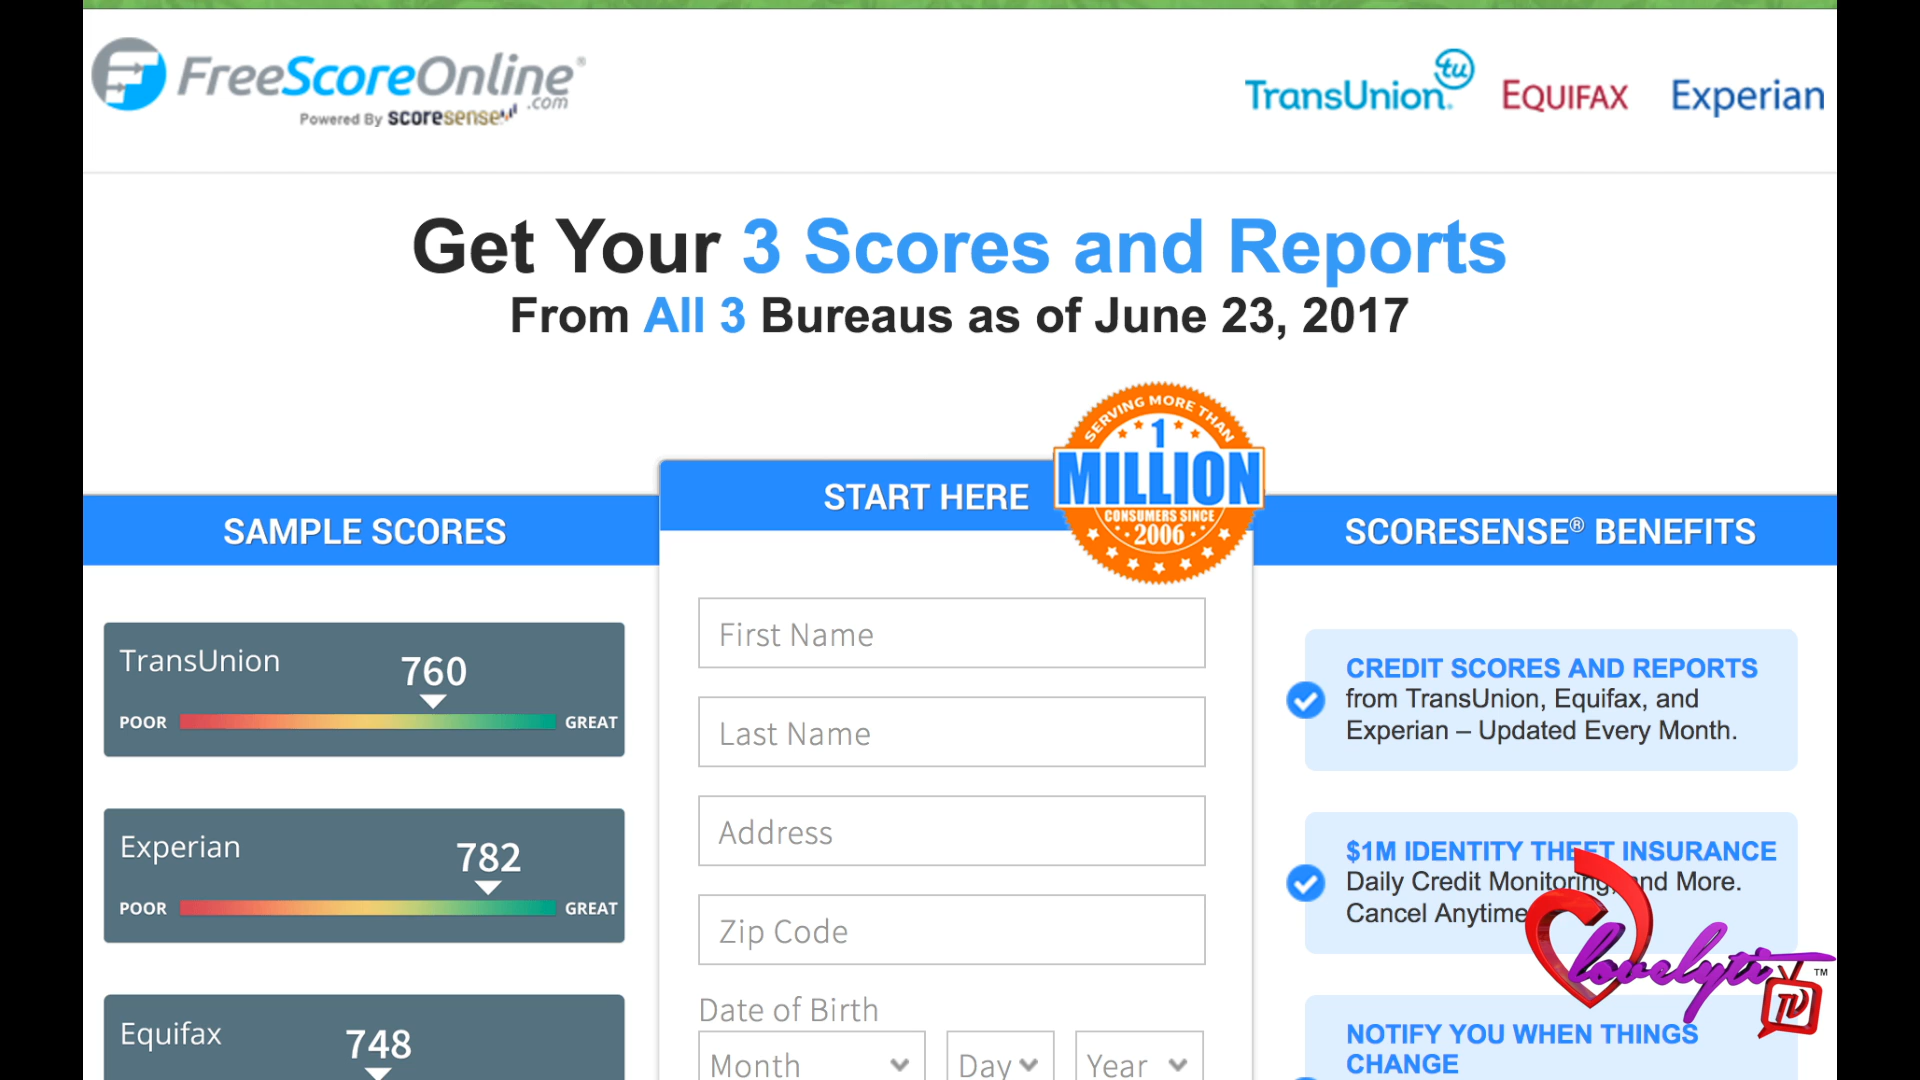 FreeScoreOnline®
.com
Powered By scoresense
TransUnion. tu
EQUIFAX
Experian
Get Your 3 Scores and Reports
From All 3 Bureaus as of June 23, 2017
SERVING MORE THAN
1
MILLION
CONSUMERS SINCE
2006
SAMPLE SCORES
TransUnion
760
POOR GREAT
Experian
782
POOR GREAT
Equifax
748
START HERE
First Name
Last Name
Address
Zip Code
Date of Birth
Month Day Year
SCORESENSE® BENEFITS
CREDIT SCORES AND REPORTS
from TransUnion, Equifax, and
Experian – Updated Every Month.
$1M IDENTITY THEFT INSURANCE
Daily Credit Monitoring, and More.
Cancel Anytime
NOTIFY YOU WHEN THINGS
CHANGE
lovelyti TV ™